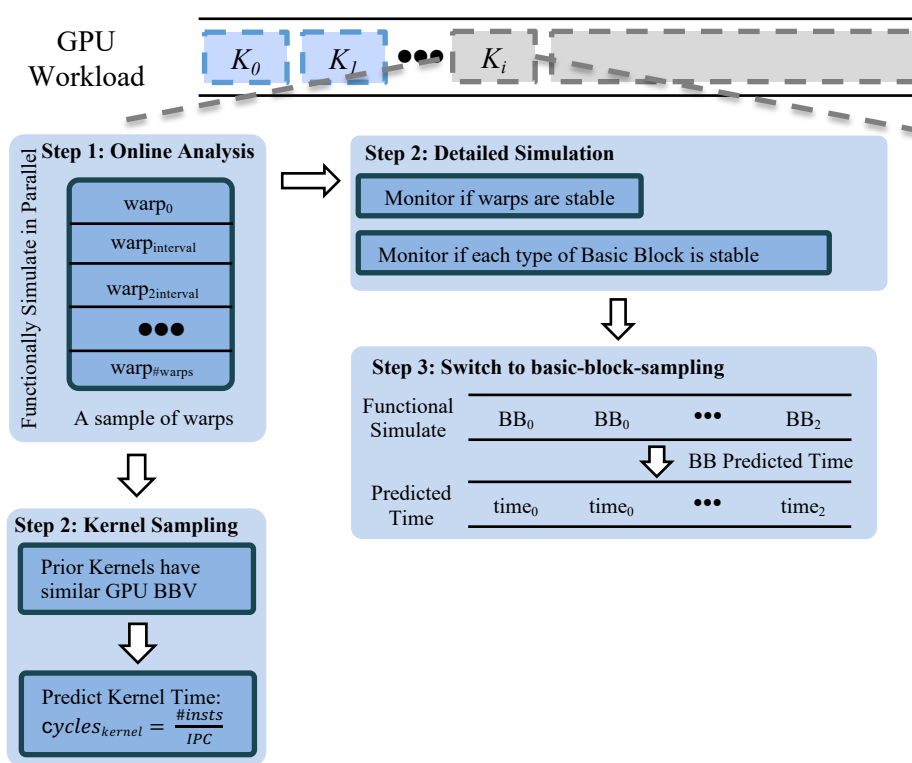 GPU
Workload
K0 K1 ••• Ki
Functionally Simulate in Parallel
Step 1: Online Analysis
warp0
warpinterval
warp2interval
•••
warp#warps
A sample of warps
Step 2: Detailed Simulation
Monitor if warps are stable
Monitor if each type of Basic Block is stable
Step 3: Switch to basic-block-sampling
Functional
Simulate
BB0 BB0 ••• BB2
BB Predicted Time
Predicted
Time
time0 time0 ••• time2
Step 2: Kernel Sampling
Prior Kernels have
similar GPU BBV
Predict Kernel Time:
cycleskernel = #insts/IPC